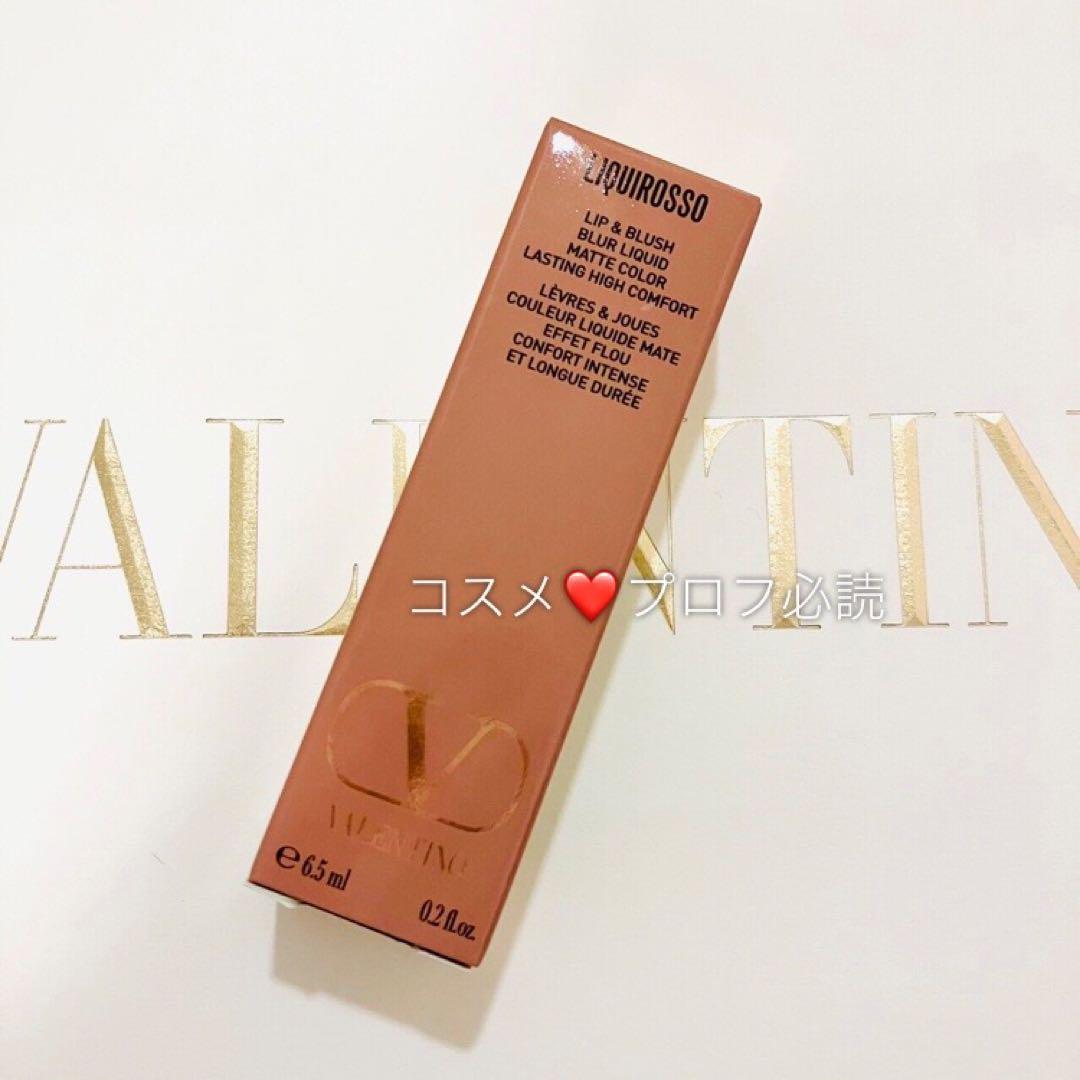 LIQUIROSSO
LIP & BLUSH
BLUR LIQUID
MATTE COLOR
LASTING HIGH COMFORT
LÈVRES & JOUES
COULEUR LIQUIDE MATE
EFFET FLOU
CONFORT INTENSE
ET LONGUE DURÉE
VALENTIN
コスメ❤️プロフ必読
VALENTINO
℮ 6.5 ml
0.2 fl.oz.